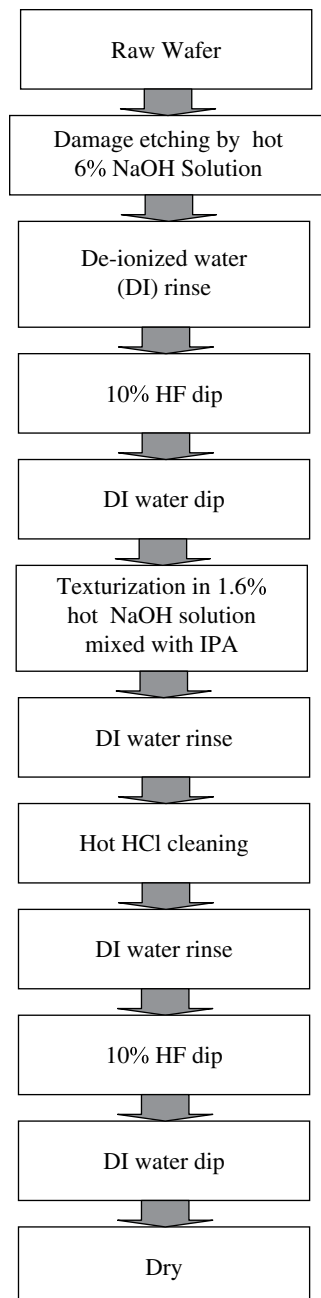 Raw Wafer
Damage etching by hot
6% NaOH Solution
De-ionized water
(DI) rinse
10% HF dip
DI water dip
Texturization in 1.6%
hot NaOH solution
mixed with IPA
DI water rinse
Hot HCl cleaning
DI water rinse
10% HF dip
DI water dip
Dry